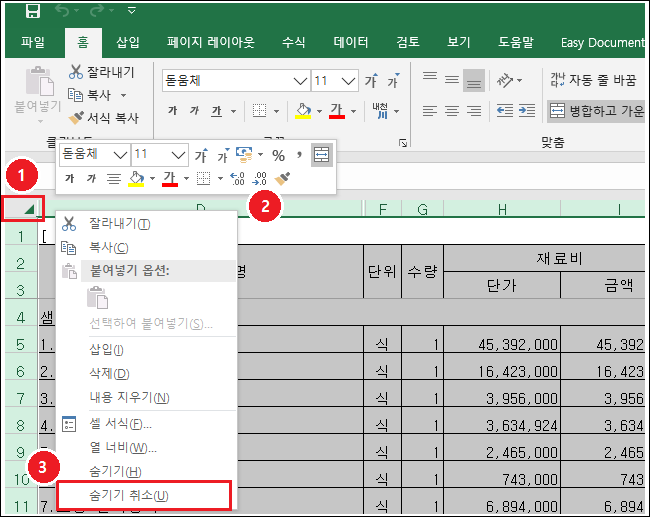 파일 홈 삽입 페이지 레이아웃 수식 데이터 검토 보기 도움말 Easy Document
잘라내기
복사
서식 복사
붙여넣기
돋움체 11 가 가
가 가 가 가 내천
자동 줄 바꿈
병합하고 가운
맞춤
돋움체 11 가 가 % ,
가 가 가
1
2
D F G H I
1 [
2 명 단위 수량 재료비
3 단가 금액
4 샘
5 1. 식 1 45,392,000 45,392
6 2. 식 1 16,423,000 16,423
7 3. 식 1 3,956,000 3,956
8 4. 식 1 3,634,924 3,634
9 식 1 2,465,000 2,465
10 식 1 743,000 743
11 7. 식 1 6,894,000 6,894
잘라내기(T)
복사(C)
붙여넣기 옵션:
선택하여 붙여넣기(S)...
삽입(I)
삭제(D)
내용 지우기(N)
셀 서식(F)...
열 너비(W)...
숨기기(H)
3
숨기기 취소(U)